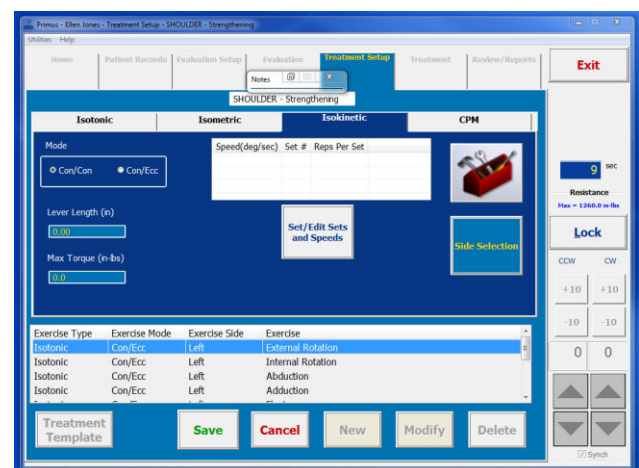 Primus - Ellen Jones - Treatment Setup - SHOULDER - Strengthening
Utilities Help
Home Patient Records Evaluation Setup Evaluation Treatment Setup Treatment Review/Reports
Exit
Notes
SHOULDER - Strengthening
Isotonic Isometric Isokinetic CPM
Mode
Con/Con Con/Ecc
Speed(deg/sec) Set # Reps Per Set
9 sec
Resistance
Max = 1260.0 in-lbs
Lever Length (in)
0.00
Set/Edit Sets
and Speeds
Side Selection
Lock
Max Torque (in-lbs)
0.0
CCW CW
+10 +10
-10 -10
Exercise Type Exercise Mode Exercise Side Exercise
Isotonic Con/Ecc Left External Rotation
Isotonic Con/Ecc Left Internal Rotation
Isotonic Con/Ecc Left Abduction
Isotonic Con/Ecc Left Adduction
0 0
Treatment
Template
Save Cancel New Modify Delete
Synch